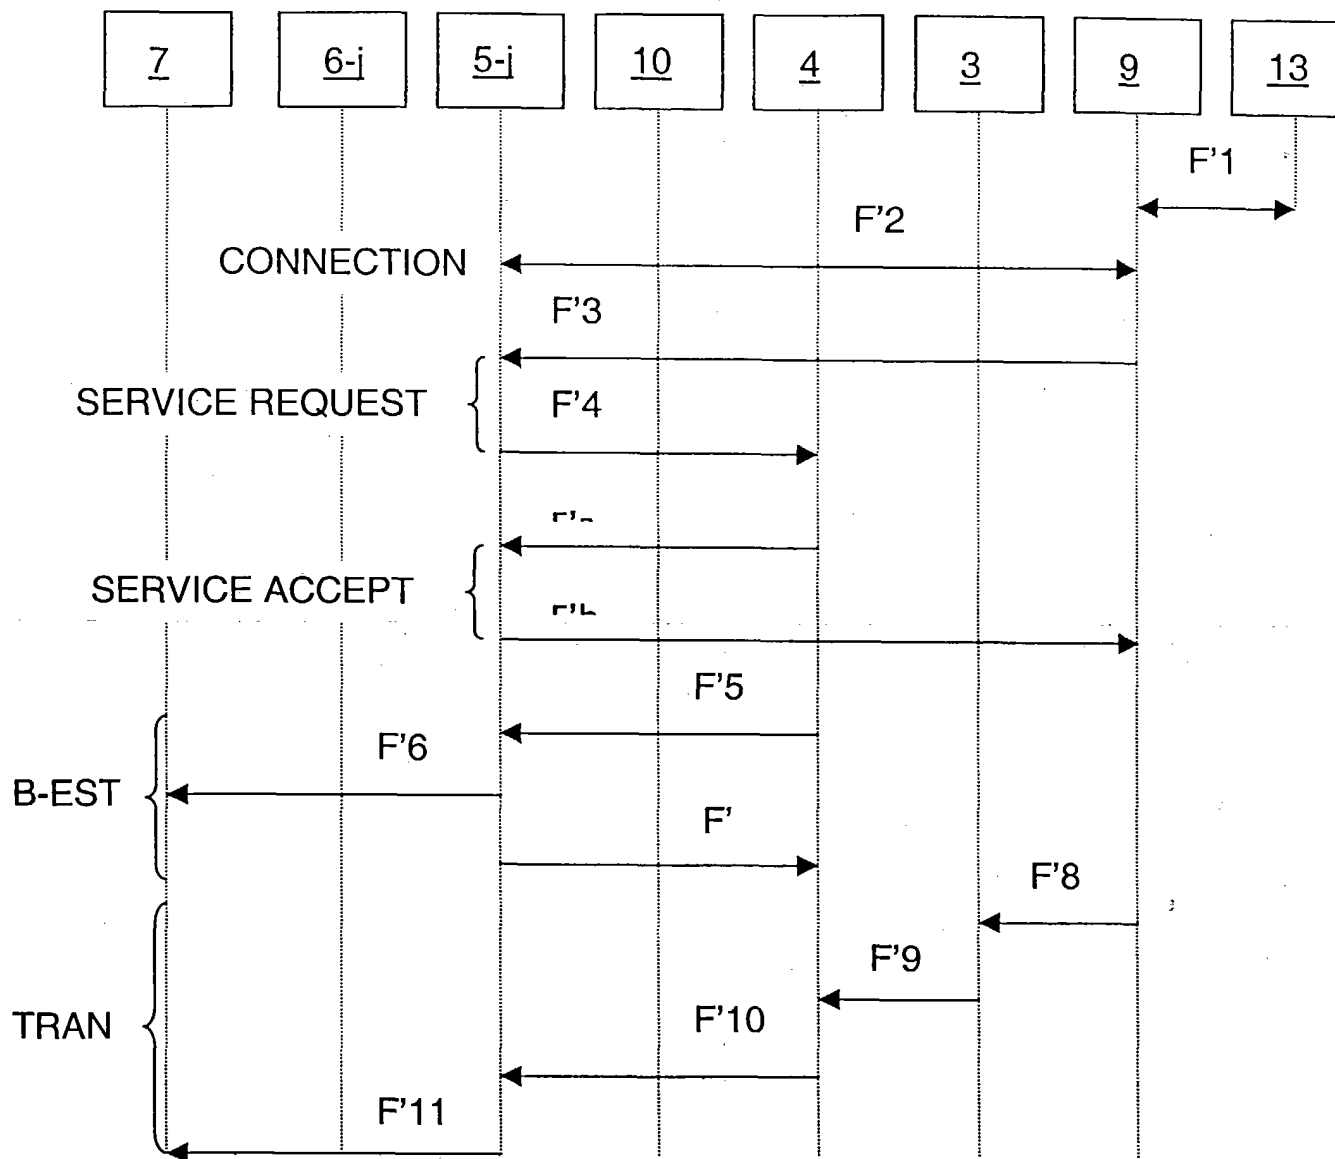 7 6-j 5-j 10 4 3 9 13
F'1
F'2
CONNECTION
F'3
SERVICE REQUEST
F'4
SERVICE ACCEPT
F'5
F'6
B-EST
F'
F'8
F'9
F'10
TRAN
F'11